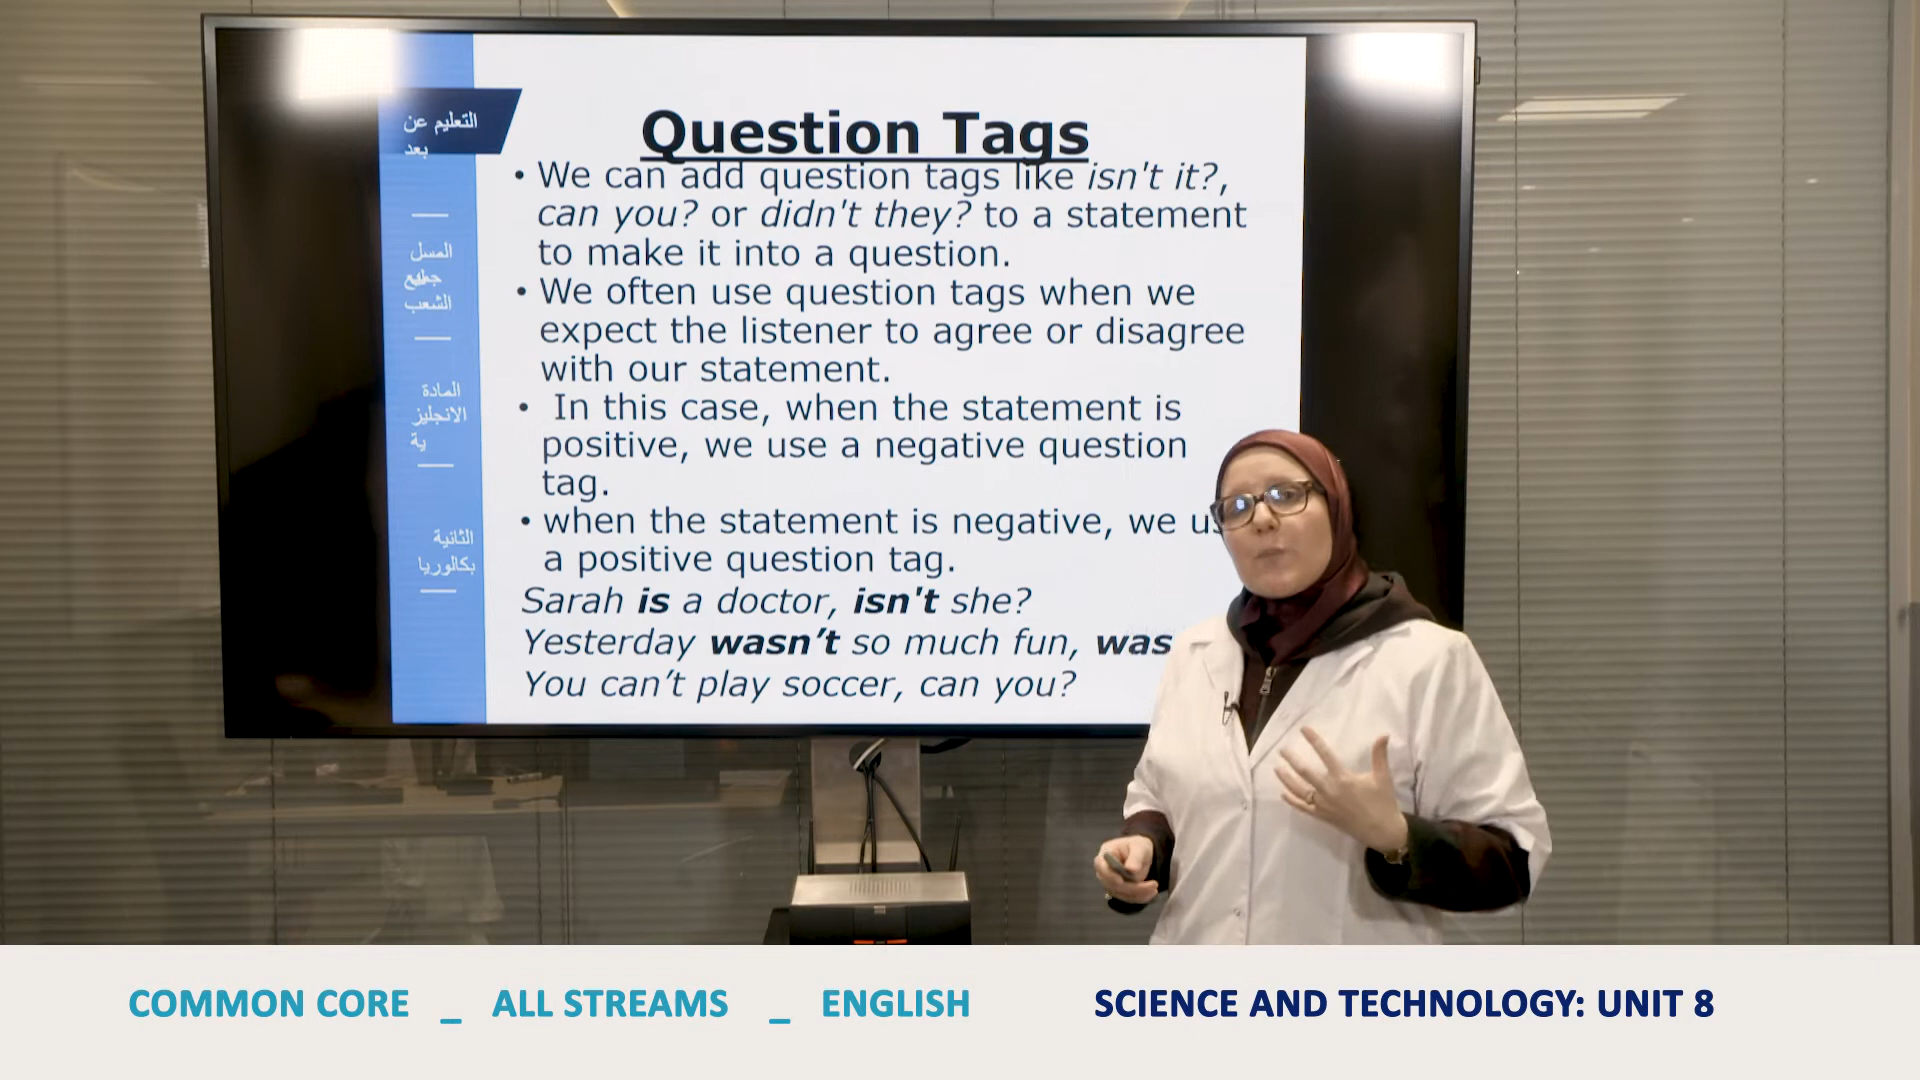 التعليم عن
بعد
المسل
جميع
الشعب
المادة
الانجليز
ية
الثانية
بكالوريا
Question Tags
• We can add question tags like isn't it?,
can you? or didn't they? to a statement
to make it into a question.
• We often use question tags when we
expect the listener to agree or disagree
with our statement.
• In this case, when the statement is
positive, we use a negative question
tag.
• when the statement is negative, we
a positive question tag.
Sarah is a doctor, isn't she?
Yesterday wasn’t so much fun, was
You can’t play soccer, can you?
COMMON CORE _ ALL STREAMS _ ENGLISH SCIENCE AND TECHNOLOGY: UNIT 8